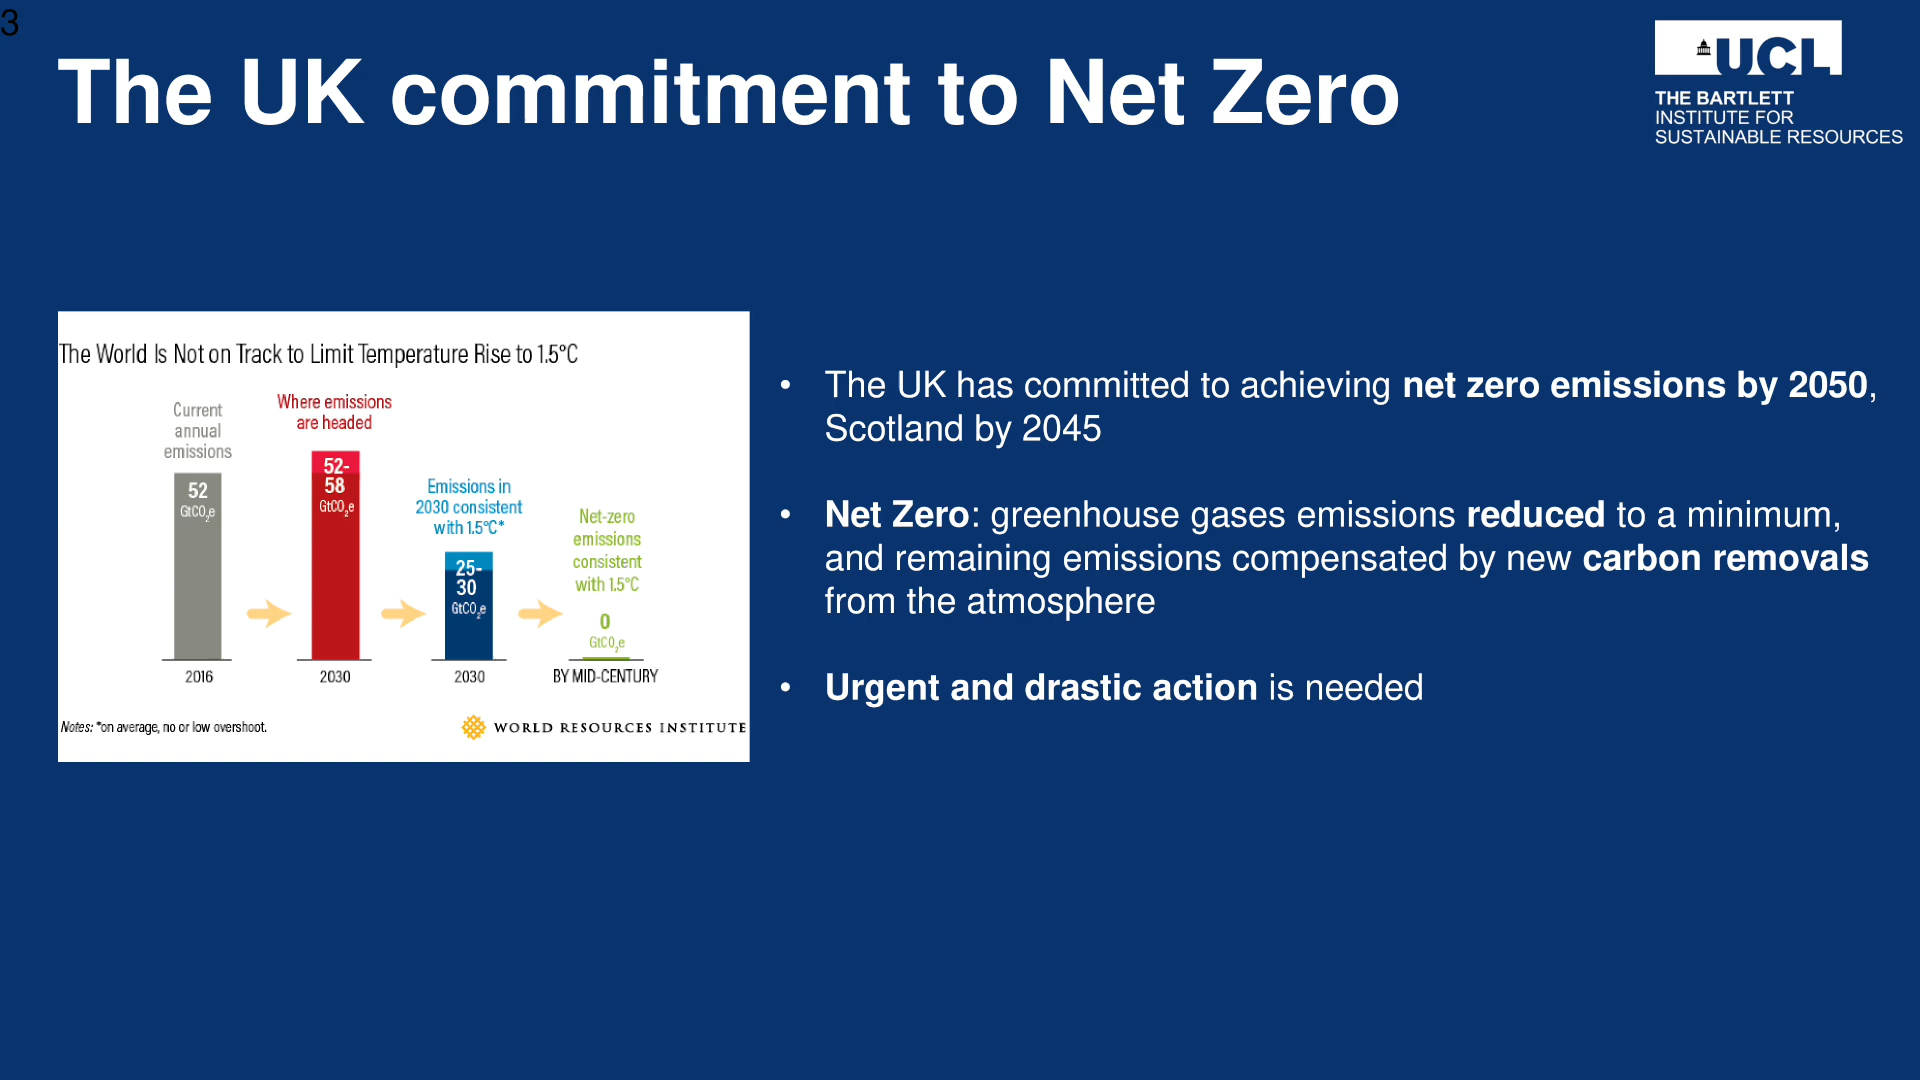 3
The UK commitment to Net Zero
UCL
THE BARTLETT
INSTITUTE FOR
SUSTAINABLE RESOURCES
The World Is Not on Track to Limit Temperature Rise to 1.5°C
Current
annual
emissions
52
GtCO₂e
2016
Where emissions
are headed
52-
58
GtCO₂e
2030
Emissions in
2030 consistent
with 1.5°C*
25-
30
GtCO₂e
2030
Net-zero
emissions
consistent
with 1.5°C
0
GtCO₂e
BY MID-CENTURY
Notes: *on average, no or low overshoot.
WORLD RESOURCES INSTITUTE
• The UK has committed to achieving net zero emissions by 2050,
Scotland by 2045
• Net Zero: greenhouse gases emissions reduced to a minimum,
and remaining emissions compensated by new carbon removals
from the atmosphere
• Urgent and drastic action is needed